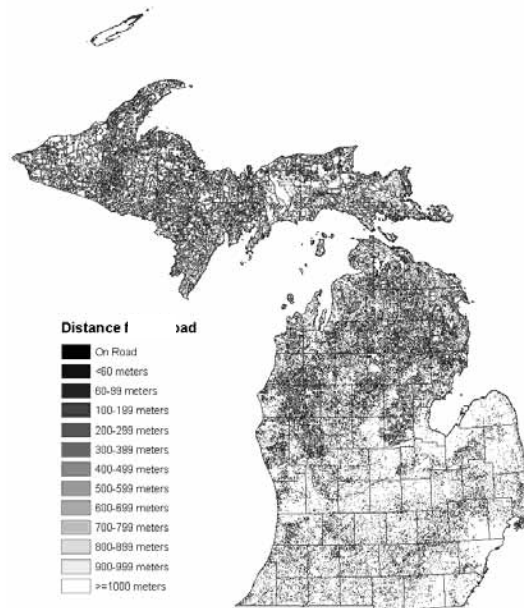 Distance f oad
On Road
<60 meters
60-99 meters
100-199 meters
200-299 meters
300-399 meters
400-499 meters
500-599 meters
600-699 meters
700-799 meters
800-899 meters
900-999 meters
>=1000 meters